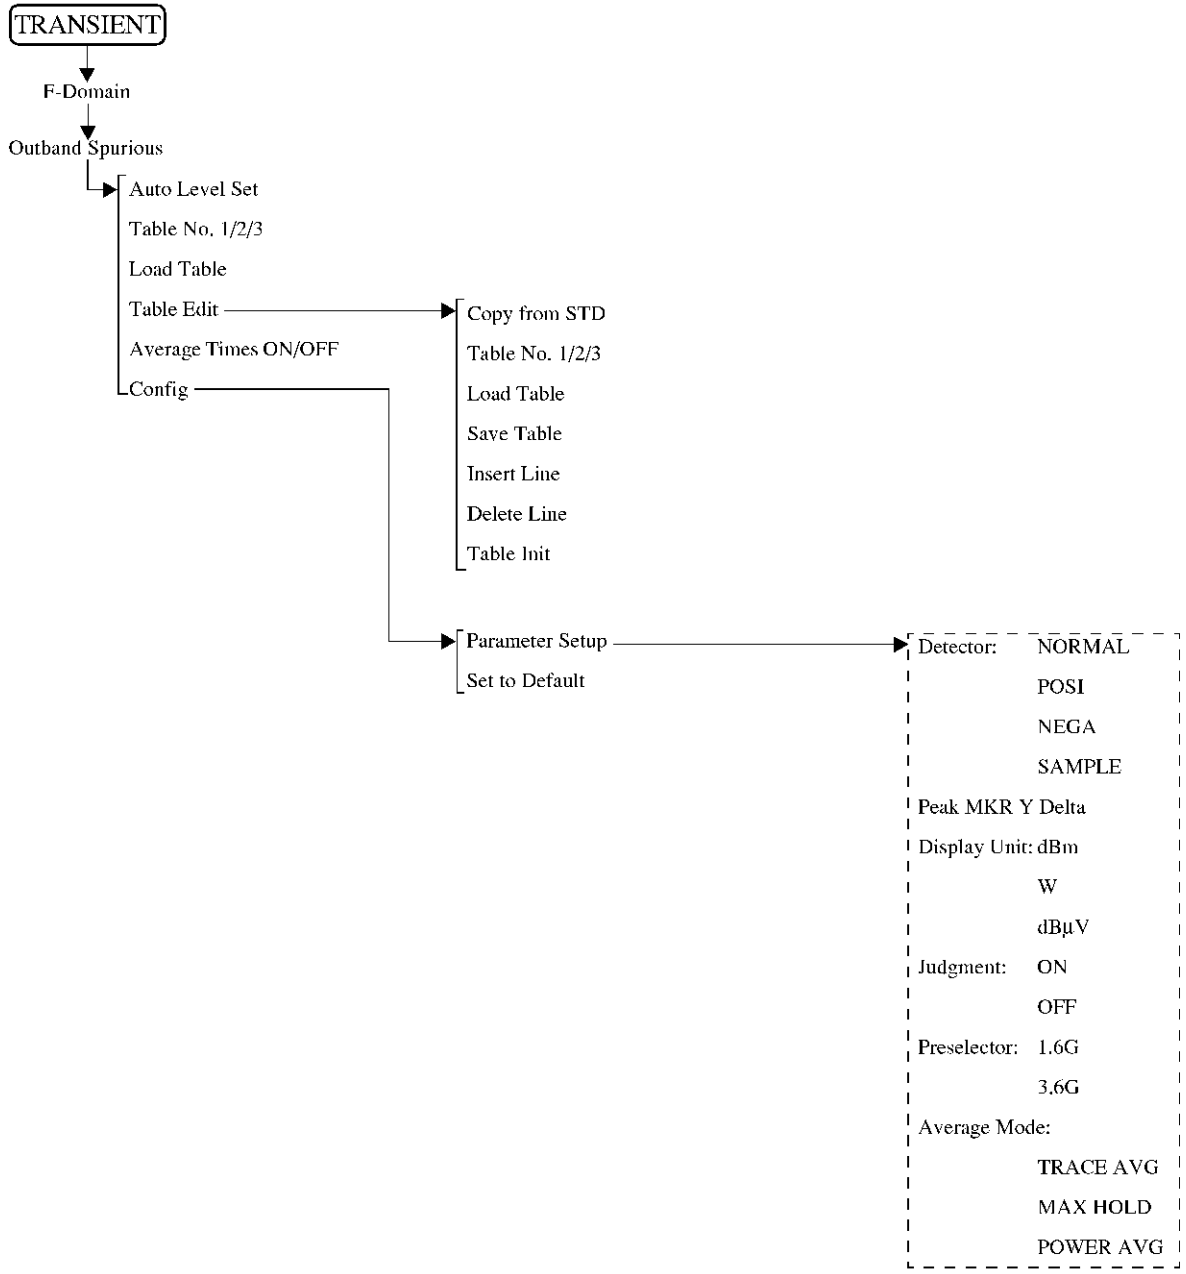 TRANSIENT
F-Domain
Outband Spurious
Auto Level Set
Table No. 1/2/3
Load Table
Table Edit
Average Times ON/OFF
Config
Copy from STD
Table No. 1/2/3
Load Table
Save Table
Insert Line
Delete Line
Table Init
Parameter Setup
Set to Default
Detector: NORMAL
POSI
NEGA
SAMPLE
Peak MKR Y Delta
Display Unit: dBm
W
dBµV
Judgment: ON
OFF
Preselector: 1.6G
3.6G
Average Mode:
TRACE AVG
MAX HOLD
POWER AVG